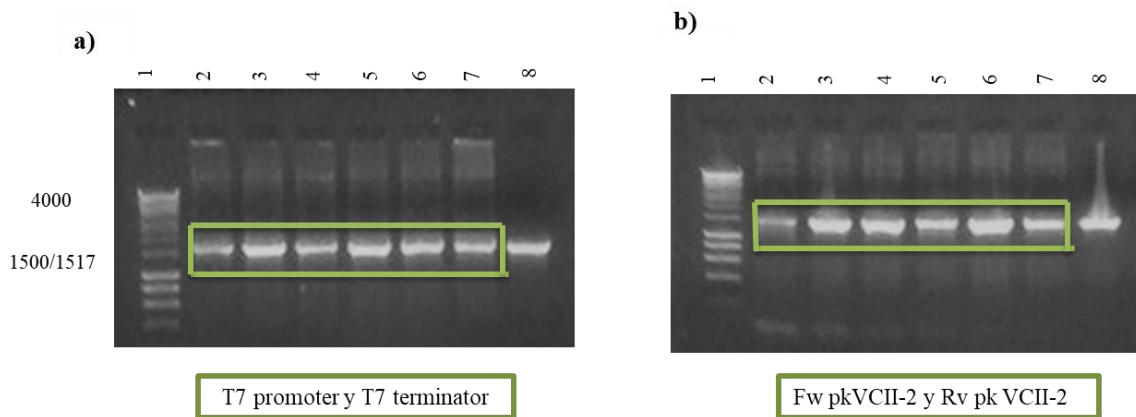 a)
1 2 3 4 5 6 7 8
4000
1500/1517
T7 promoter y T7 terminator
b)
1 2 3 4 5 6 7 8
Fw pkVCII-2 y Rv pk VCII-2